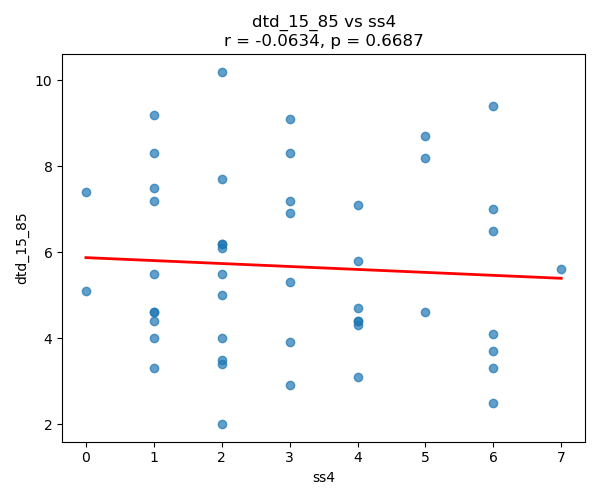 dtd_15_85 vs ss4
r = -0.0634, p = 0.6687
10
8
6
4
2
dtd_15_85
0 1 2 3 4 5 6 7
ss4